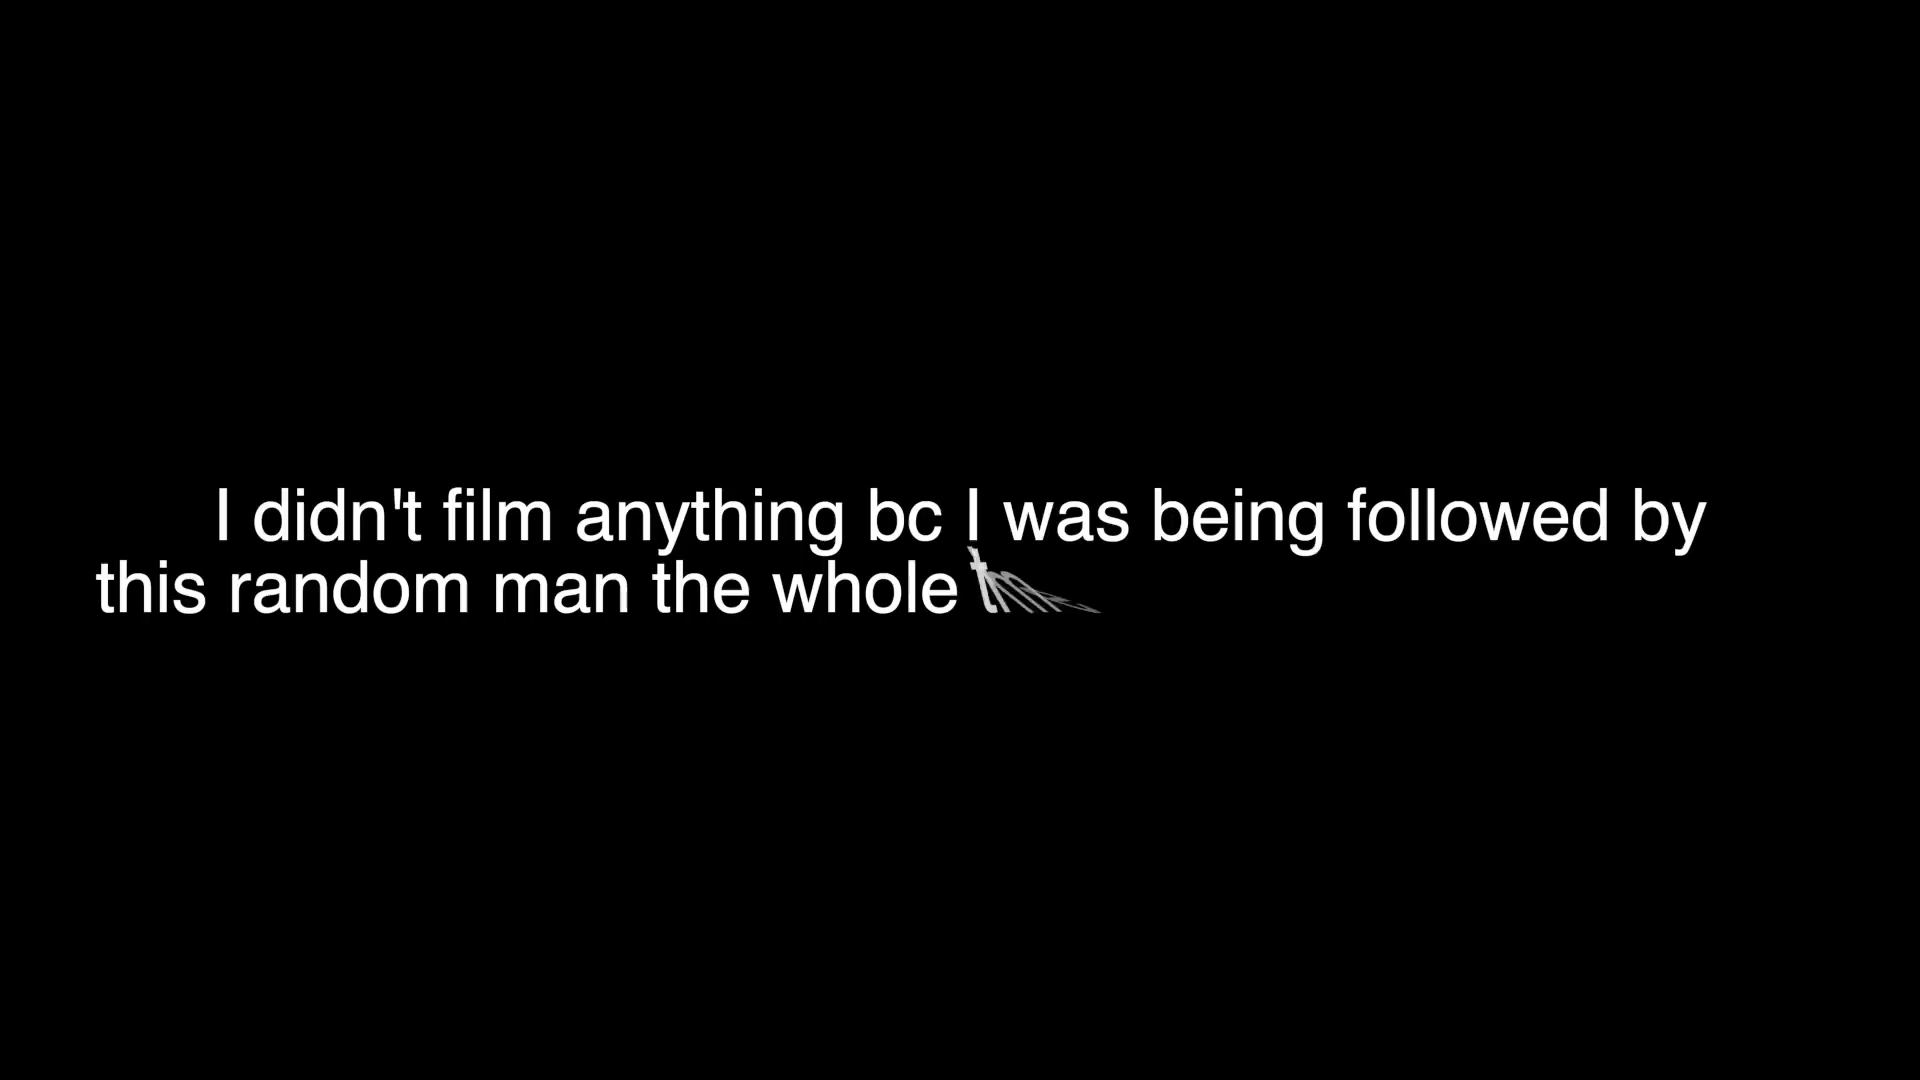 I didn't film anything bc I was being followed by
this random man the whole